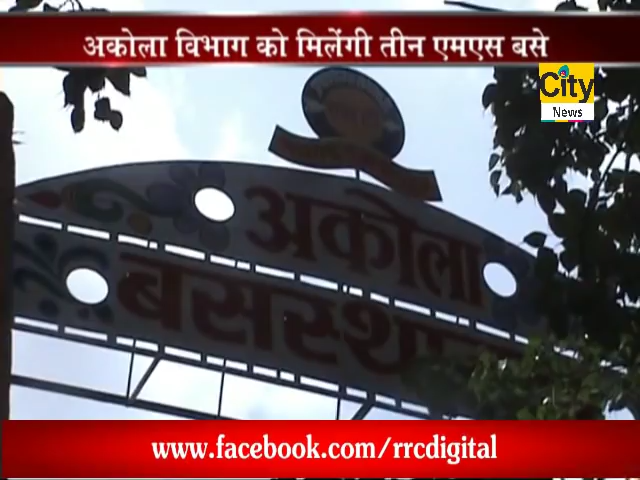 अकोला विभाग को मिलेंगी तीन एमएस बसे
City
News
अकोला
www.facebook.com/rrcdigital